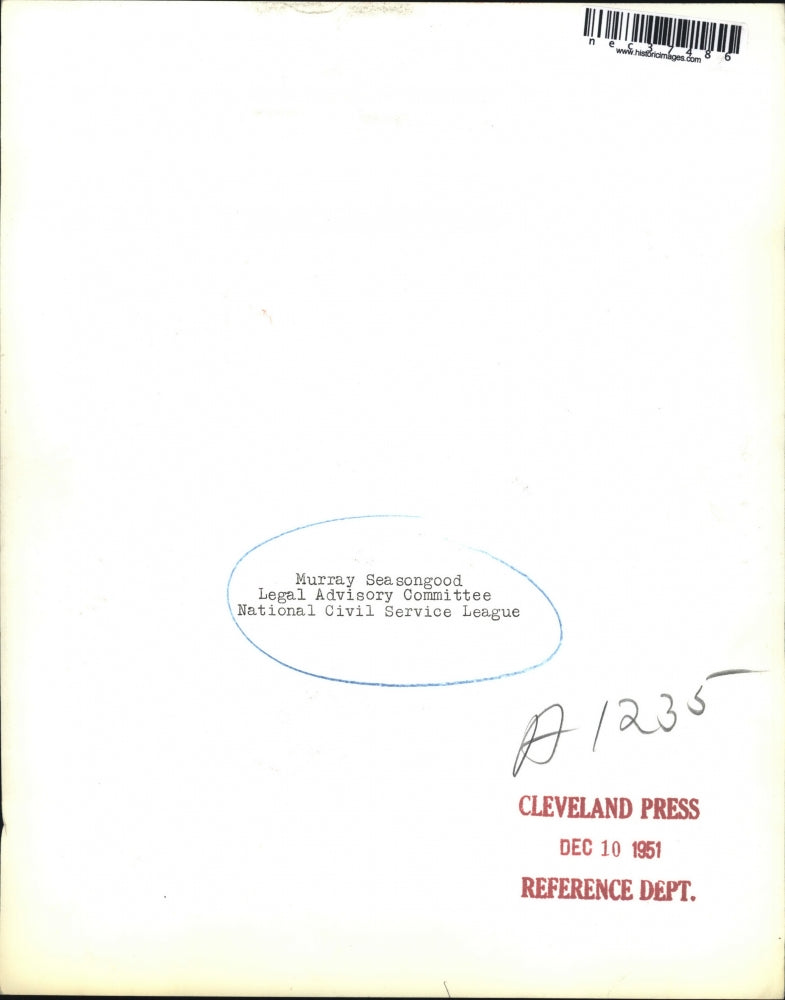 nec37486
www.historicimages.com
Murray Seasongood
Legal Advisory Committee
National Civil Service League
A 1235
CLEVELAND PRESS
DEC 10 1951
REFERENCE DEPT.